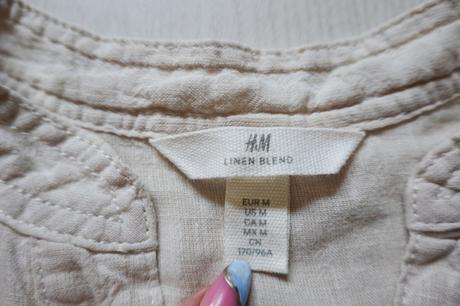 H&M
LINEN BLEND
EUR M
US M
CA M
MX M
CN
170/96A